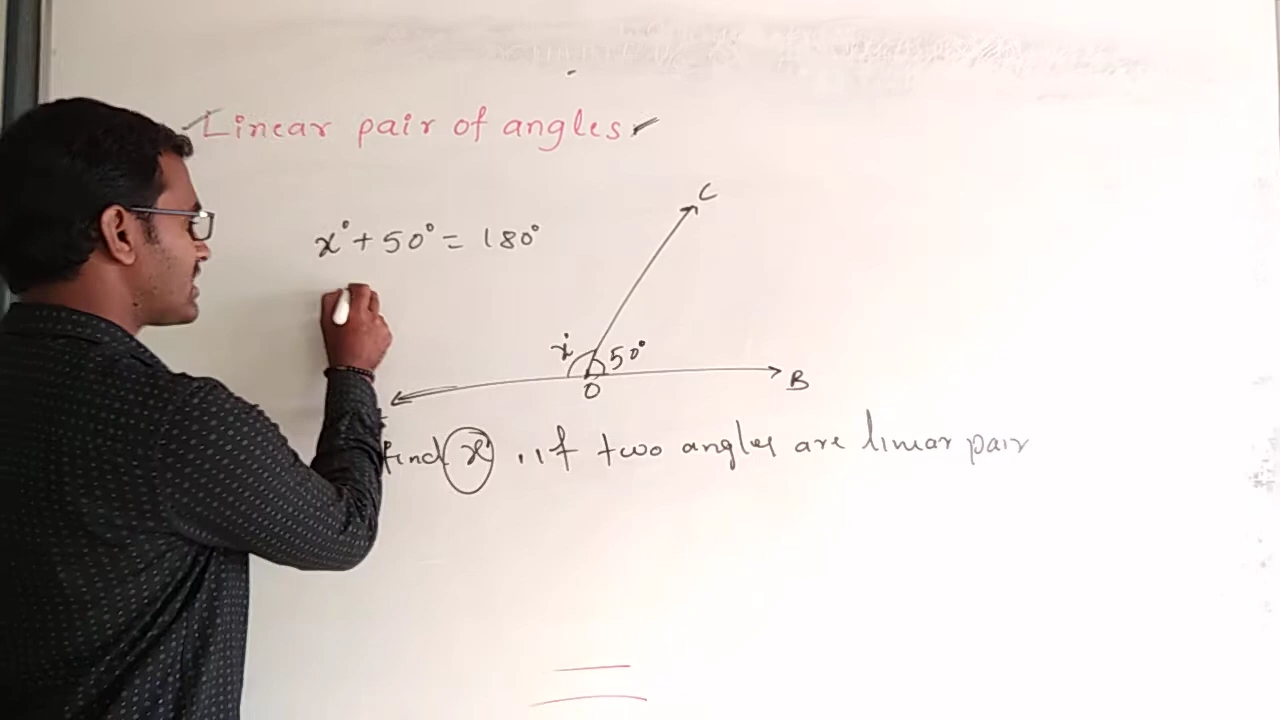 Linear pair of angles
C
x° + 50° = 180°
x° 50°
O
B
find x°, if two angles are linear pair